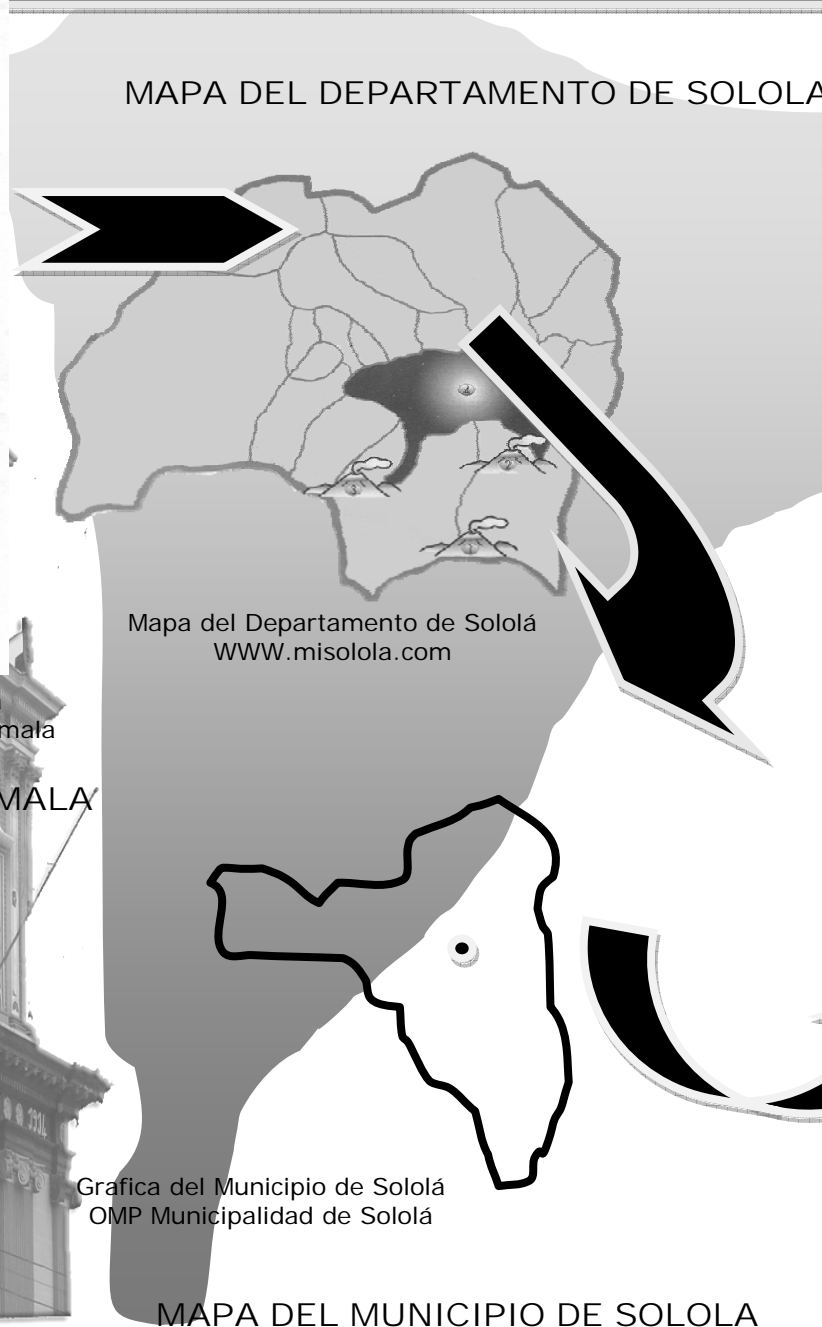 MAPA DEL DEPARTAMENTO DE SOLOLA
Mapa del Departamento de Sololá
WWW.misolola.com
mala
MALA
1934
Grafica del Municipio de Sololá
OMP Municipalidad de Sololá
MAPA DEL MUNICIPIO DE SOLOLA